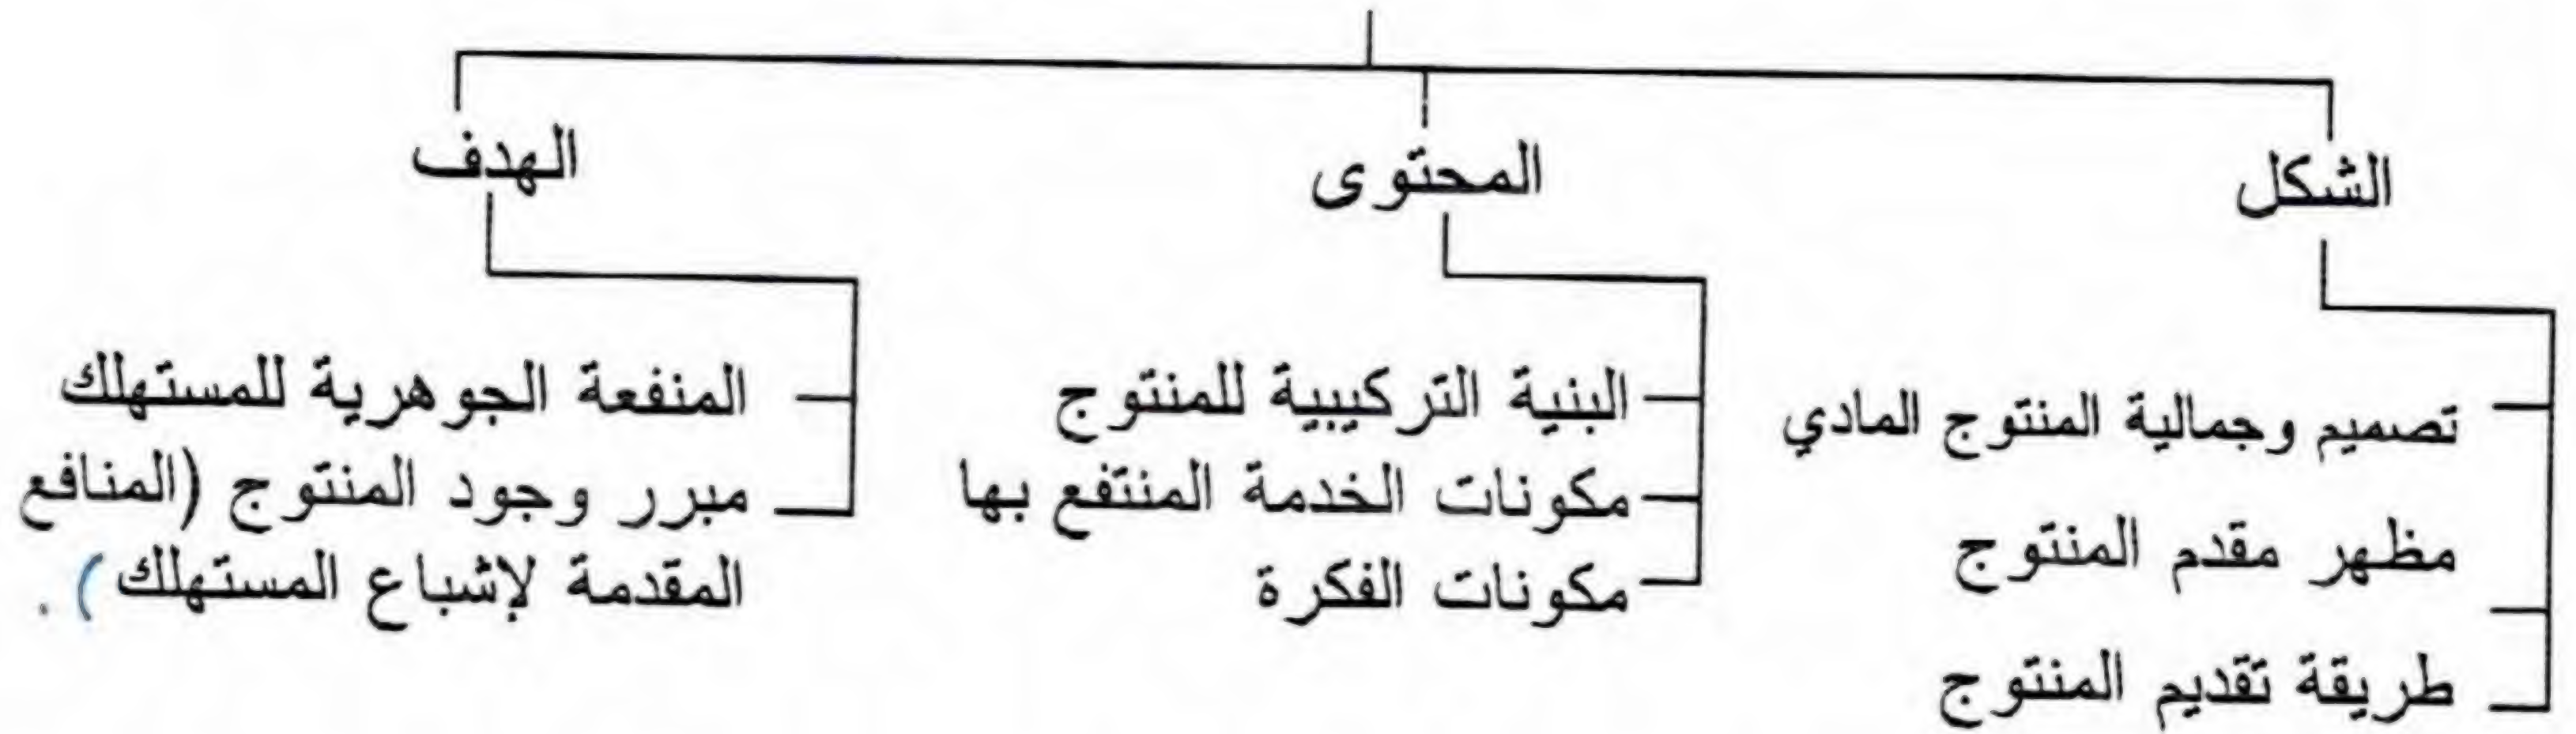 الشكل
المحتوى
الهدف
تصميم وجمالية المنتوج المادي
مظهر مقدم المنتوج
طريقة تقديم المنتوج
البنية التركيبية للمنتوج
مكونات الخدمة المنتفع بها
مكونات الفكرة
المنفعة الجوهرية للمستهلك
مبرر وجود المنتوج (المنافع
المقدمة لإشباع المستهلك).